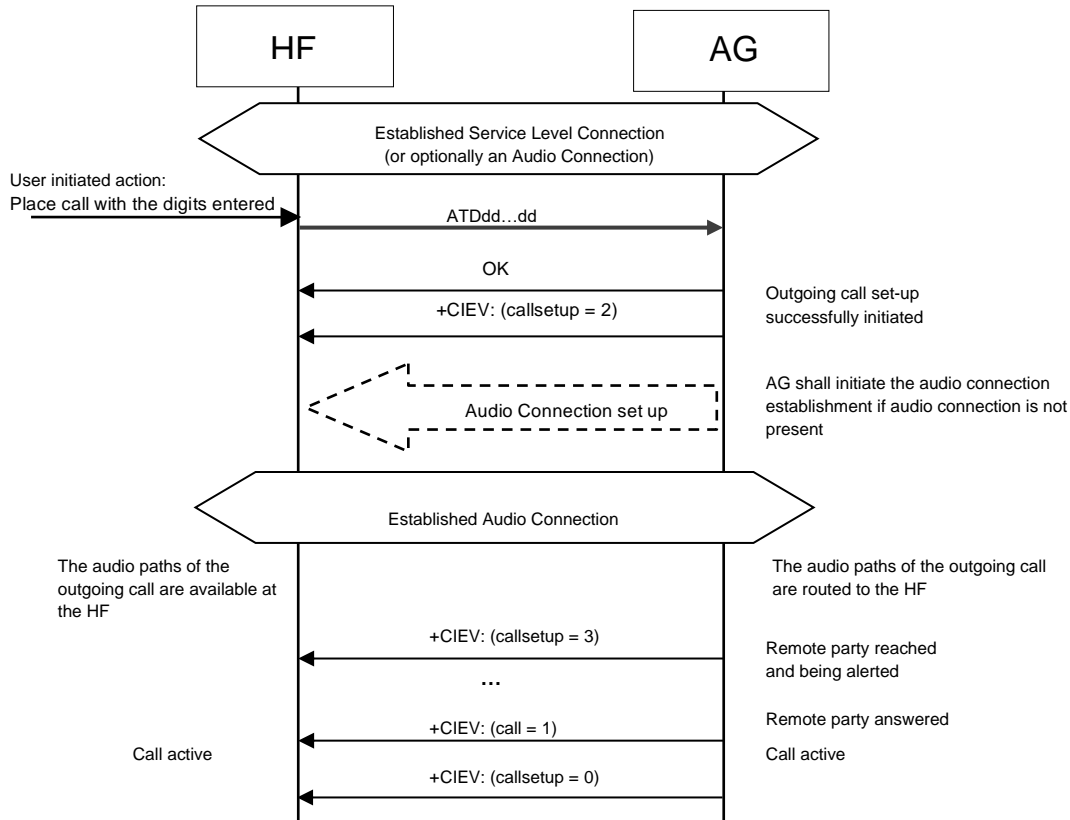 HF
AG
Established Service Level Connection
(or optionally an Audio Connection)
User initiated action:
Place call with the digits entered
ATDdd...dd
OK
+CIEV: (callsetup = 2)
Outgoing call set-up
successfully initiated
Audio Connection set up
AG shall initiate the audio connection
establishment if audio connection is not
present
Established Audio Connection
The audio paths of the
outgoing call are available at
the HF
The audio paths of the outgoing call
are routed to the HF
+CIEV: (callsetup = 3)
Remote party reached
and being alerted
...
+CIEV: (call = 1)
Remote party answered
Call active
Call active
+CIEV: (callsetup = 0)